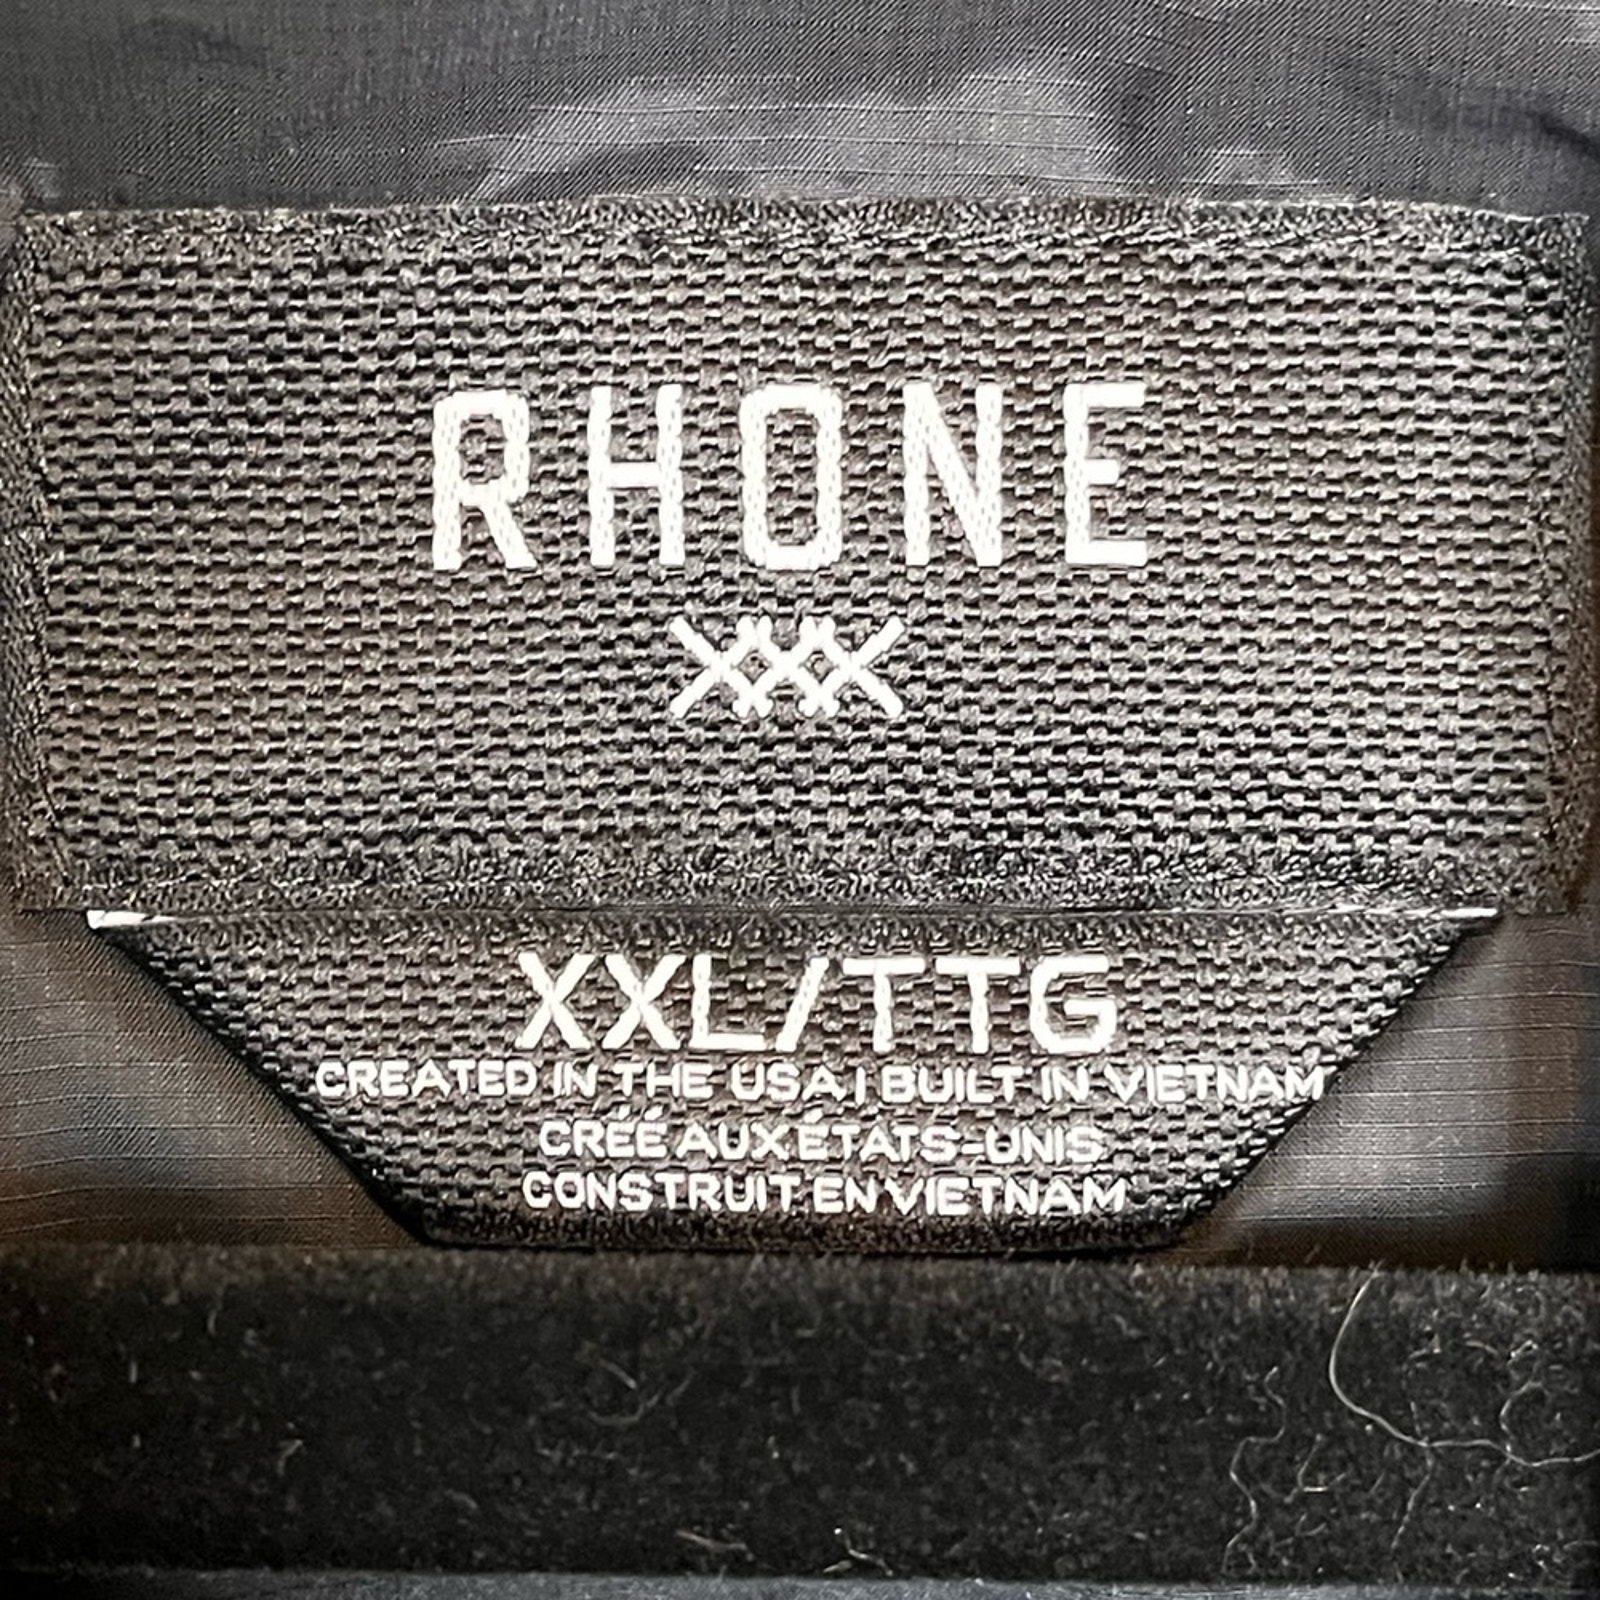 RHONE
XXL/TTG
CREATED IN THE USA | BUILT IN VIETNAM
CRÉÉ AUX ÉTATS-UNIS
CONSTRUIT EN VIETNAM